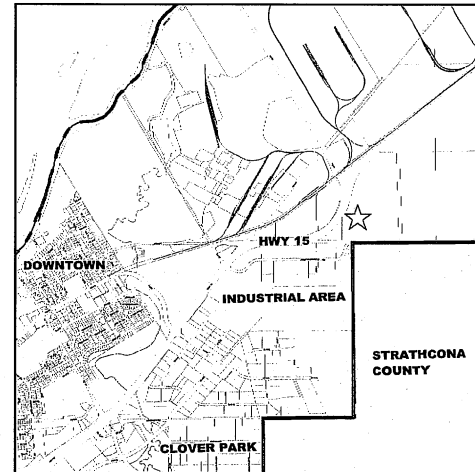 HWY 15
DOWNTOWN
INDUSTRIAL AREA
STRATHCONA
COUNTY
CLOVER PARK